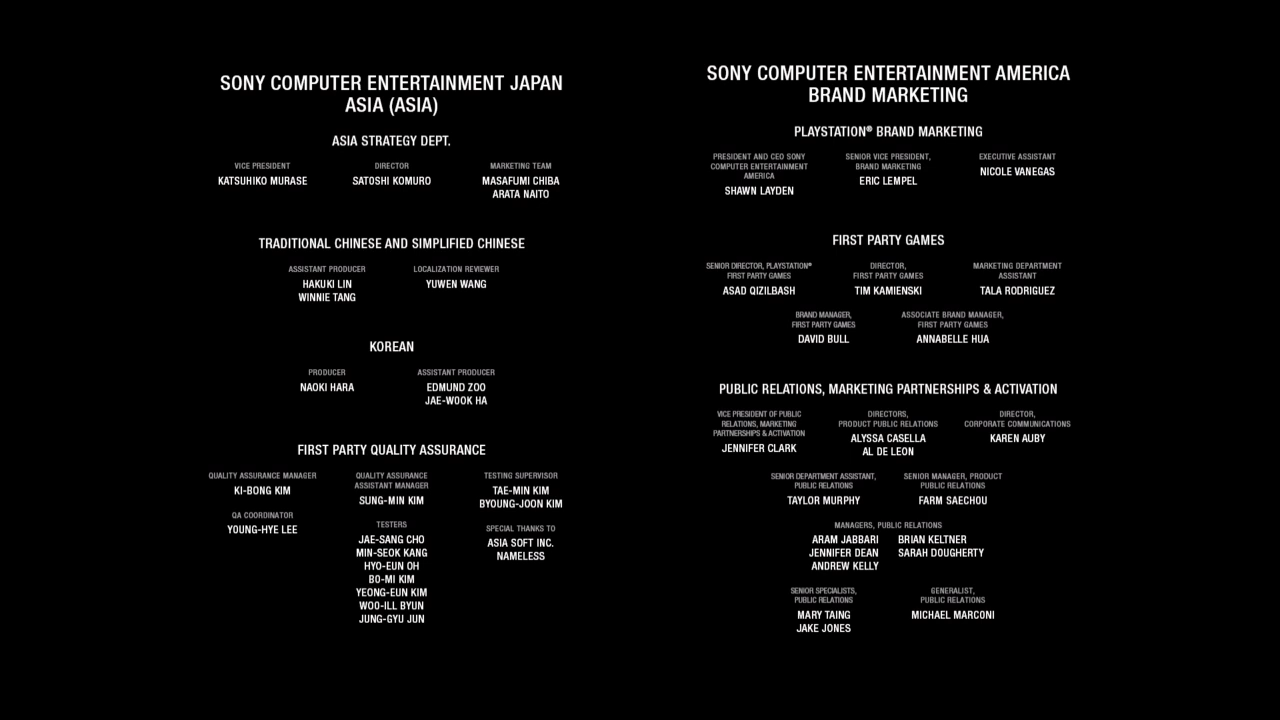 SONY COMPUTER ENTERTAINMENT JAPAN
ASIA (ASIA)
ASIA STRATEGY DEPT.
VICE PRESIDENT
KATSUHIKO MURASE
DIRECTOR
SATOSHI KOMURO
MARKETING TEAM
MASAFUMI CHIBA
ARATA NAITO
TRADITIONAL CHINESE AND SIMPLIFIED CHINESE
ASSISTANT PRODUCER
HAKUKI LIN
WINNIE TANG
LOCALIZATION REVIEWER
YUWEN WANG
KOREAN
PRODUCER
NAOKI HARA
ASSISTANT PRODUCER
EDMUND ZOO
JAE-WOOK HA
FIRST PARTY QUALITY ASSURANCE
QUALITY ASSURANCE MANAGER
KI-BONG KIM
QA COORDINATOR
YOUNG-HYE LEE
QUALITY ASSURANCE
ASSISTANT MANAGER
SUNG-MIN KIM
TESTERS
JAE-SANG CHO
MIN-SEOK KANG
HYO-EUN OH
BO-MI KIM
YEONG-EUN KIM
WOO-ILL BYUN
JUNG-GYU JUN
TESTING SUPERVISOR
TAE-MIN KIM
BYOUNG-JOON KIM
SPECIAL THANKS TO
ASIA SOFT INC.
NAMELESS
SONY COMPUTER ENTERTAINMENT AMERICA
BRAND MARKETING
PLAYSTATION® BRAND MARKETING
PRESIDENT AND CEO SONY
COMPUTER ENTERTAINMENT
AMERICA
SHAWN LAYDEN
SENIOR VICE PRESIDENT,
BRAND MARKETING
ERIC LEMPEL
EXECUTIVE ASSISTANT
NICOLE VANEGAS
FIRST PARTY GAMES
SENIOR DIRECTOR, PLAYSTATION®
FIRST PARTY GAMES
ASAD QIZILBASH
DIRECTOR,
FIRST PARTY GAMES
TIM KAMIENSKI
MARKETING DEPARTMENT
ASSISTANT
TALA RODRIGUEZ
BRAND MANAGER,
FIRST PARTY GAMES
DAVID BULL
ASSOCIATE BRAND MANAGER,
FIRST PARTY GAMES
ANNABELLE HUA
PUBLIC RELATIONS, MARKETING PARTNERSHIPS & ACTIVATION
VICE PRESIDENT OF PUBLIC
RELATIONS, MARKETING
PARTNERSHIPS & ACTIVATION
JENNIFER CLARK
DIRECTORS,
PRODUCT PUBLIC RELATIONS
ALYSSA CASELLA
AL DE LEON
DIRECTOR,
CORPORATE COMMUNICATIONS
KAREN AUBY
SENIOR DEPARTMENT ASSISTANT,
PUBLIC RELATIONS
TAYLOR MURPHY
SENIOR MANAGER, PRODUCT
PUBLIC RELATIONS
FARM SAECHOU
MANAGERS, PUBLIC RELATIONS
ARAM JABBARI
JENNIFER DEAN
ANDREW KELLY
BRIAN KELTNER
SARAH DOUGHERTY
SENIOR SPECIALISTS,
PUBLIC RELATIONS
MARY TAING
JAKE JONES
GENERALIST,
PUBLIC RELATIONS
MICHAEL MARCONI